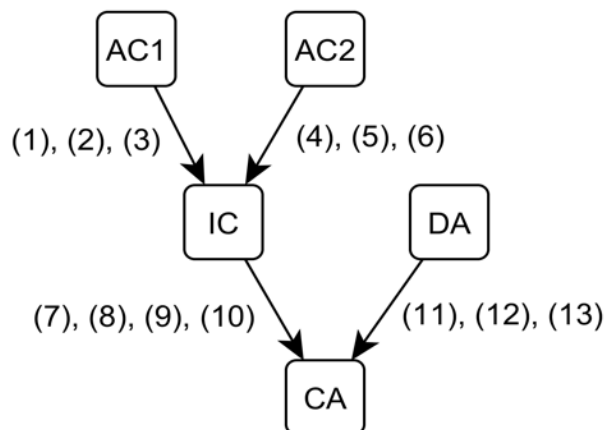 AC1 AC2
(1), (2), (3) (4), (5), (6)
IC DA
(7), (8), (9), (10) (11), (12), (13)
CA